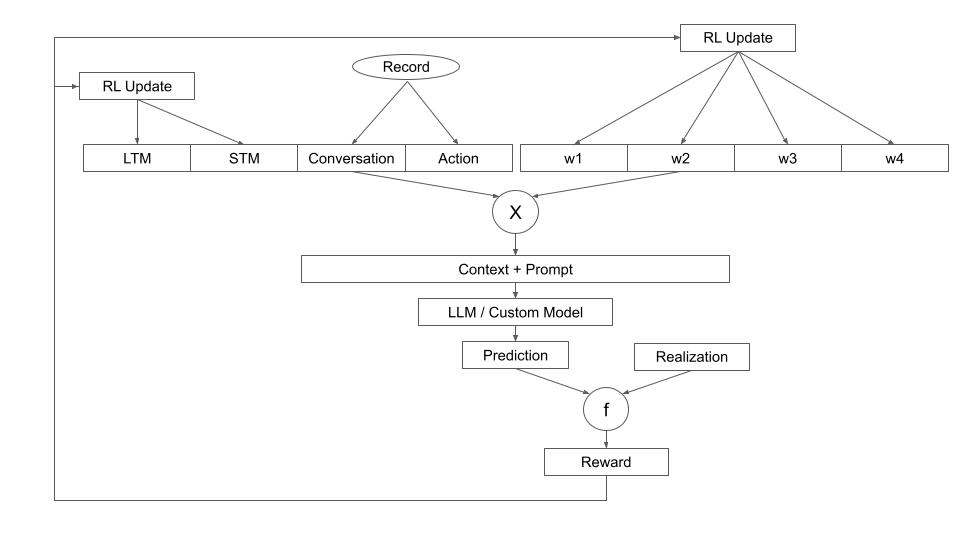 RL Update
Record
RL Update
LTM STM Conversation Action w1 w2 w3 w4
X
Context + Prompt
LLM / Custom Model
Prediction Realization
f
Reward